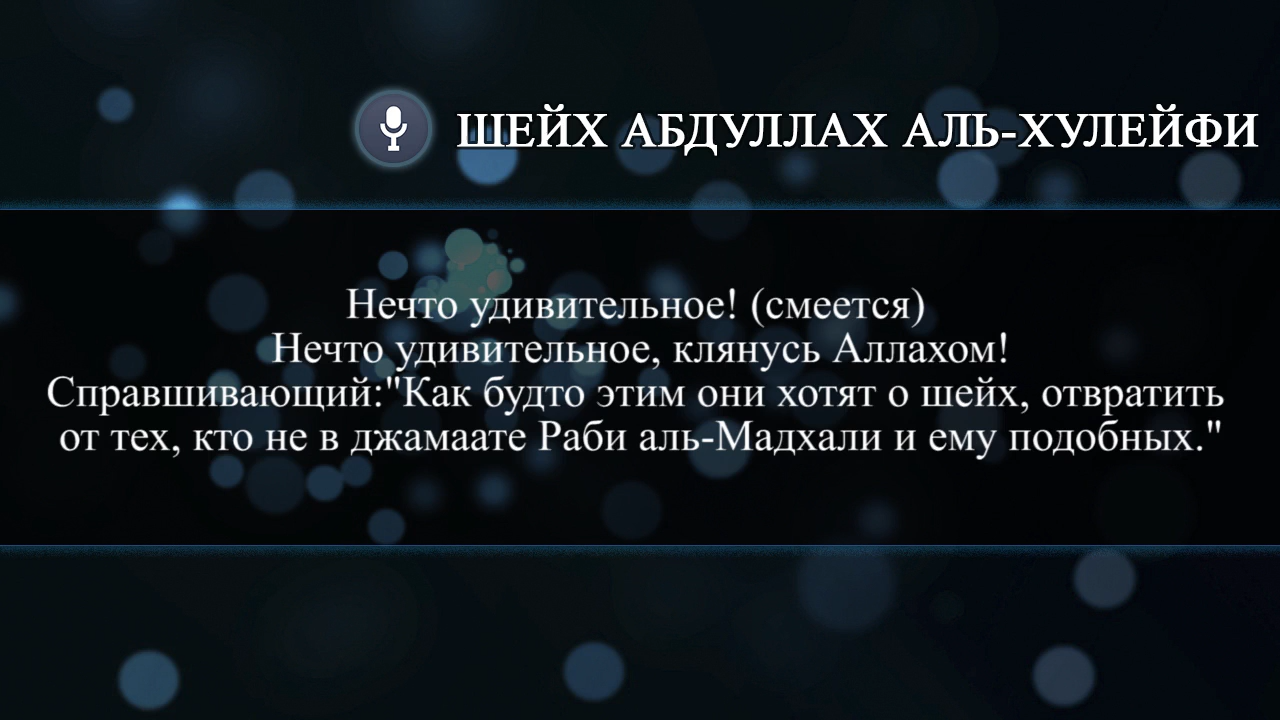 ШЕЙХ АБДУЛЛАХ АЛЬ-ХУЛЕЙФИ
Нечто удивительное! (смеется)
Нечто удивительное, клянусь Аллахом!
Справшивающий:"Как будто этим они хотят о шейх, отвратить
от тех, кто не в джамаате Раби аль-Мадхали и ему подобных."